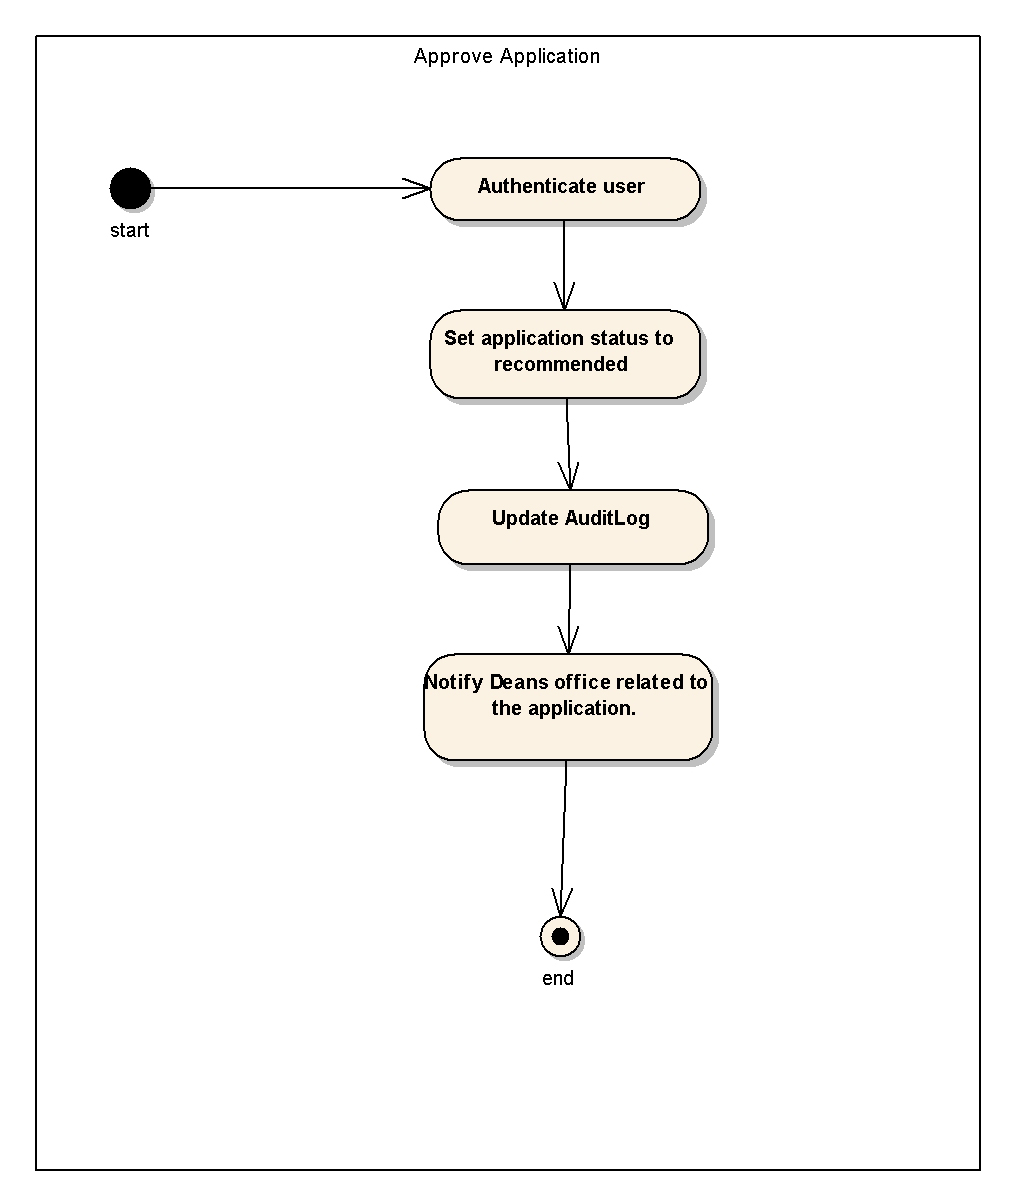 Approve Application
Authenticate user
start
Set application status to
recommended
Update AuditLog
Notify Deans office related to
the application.
end